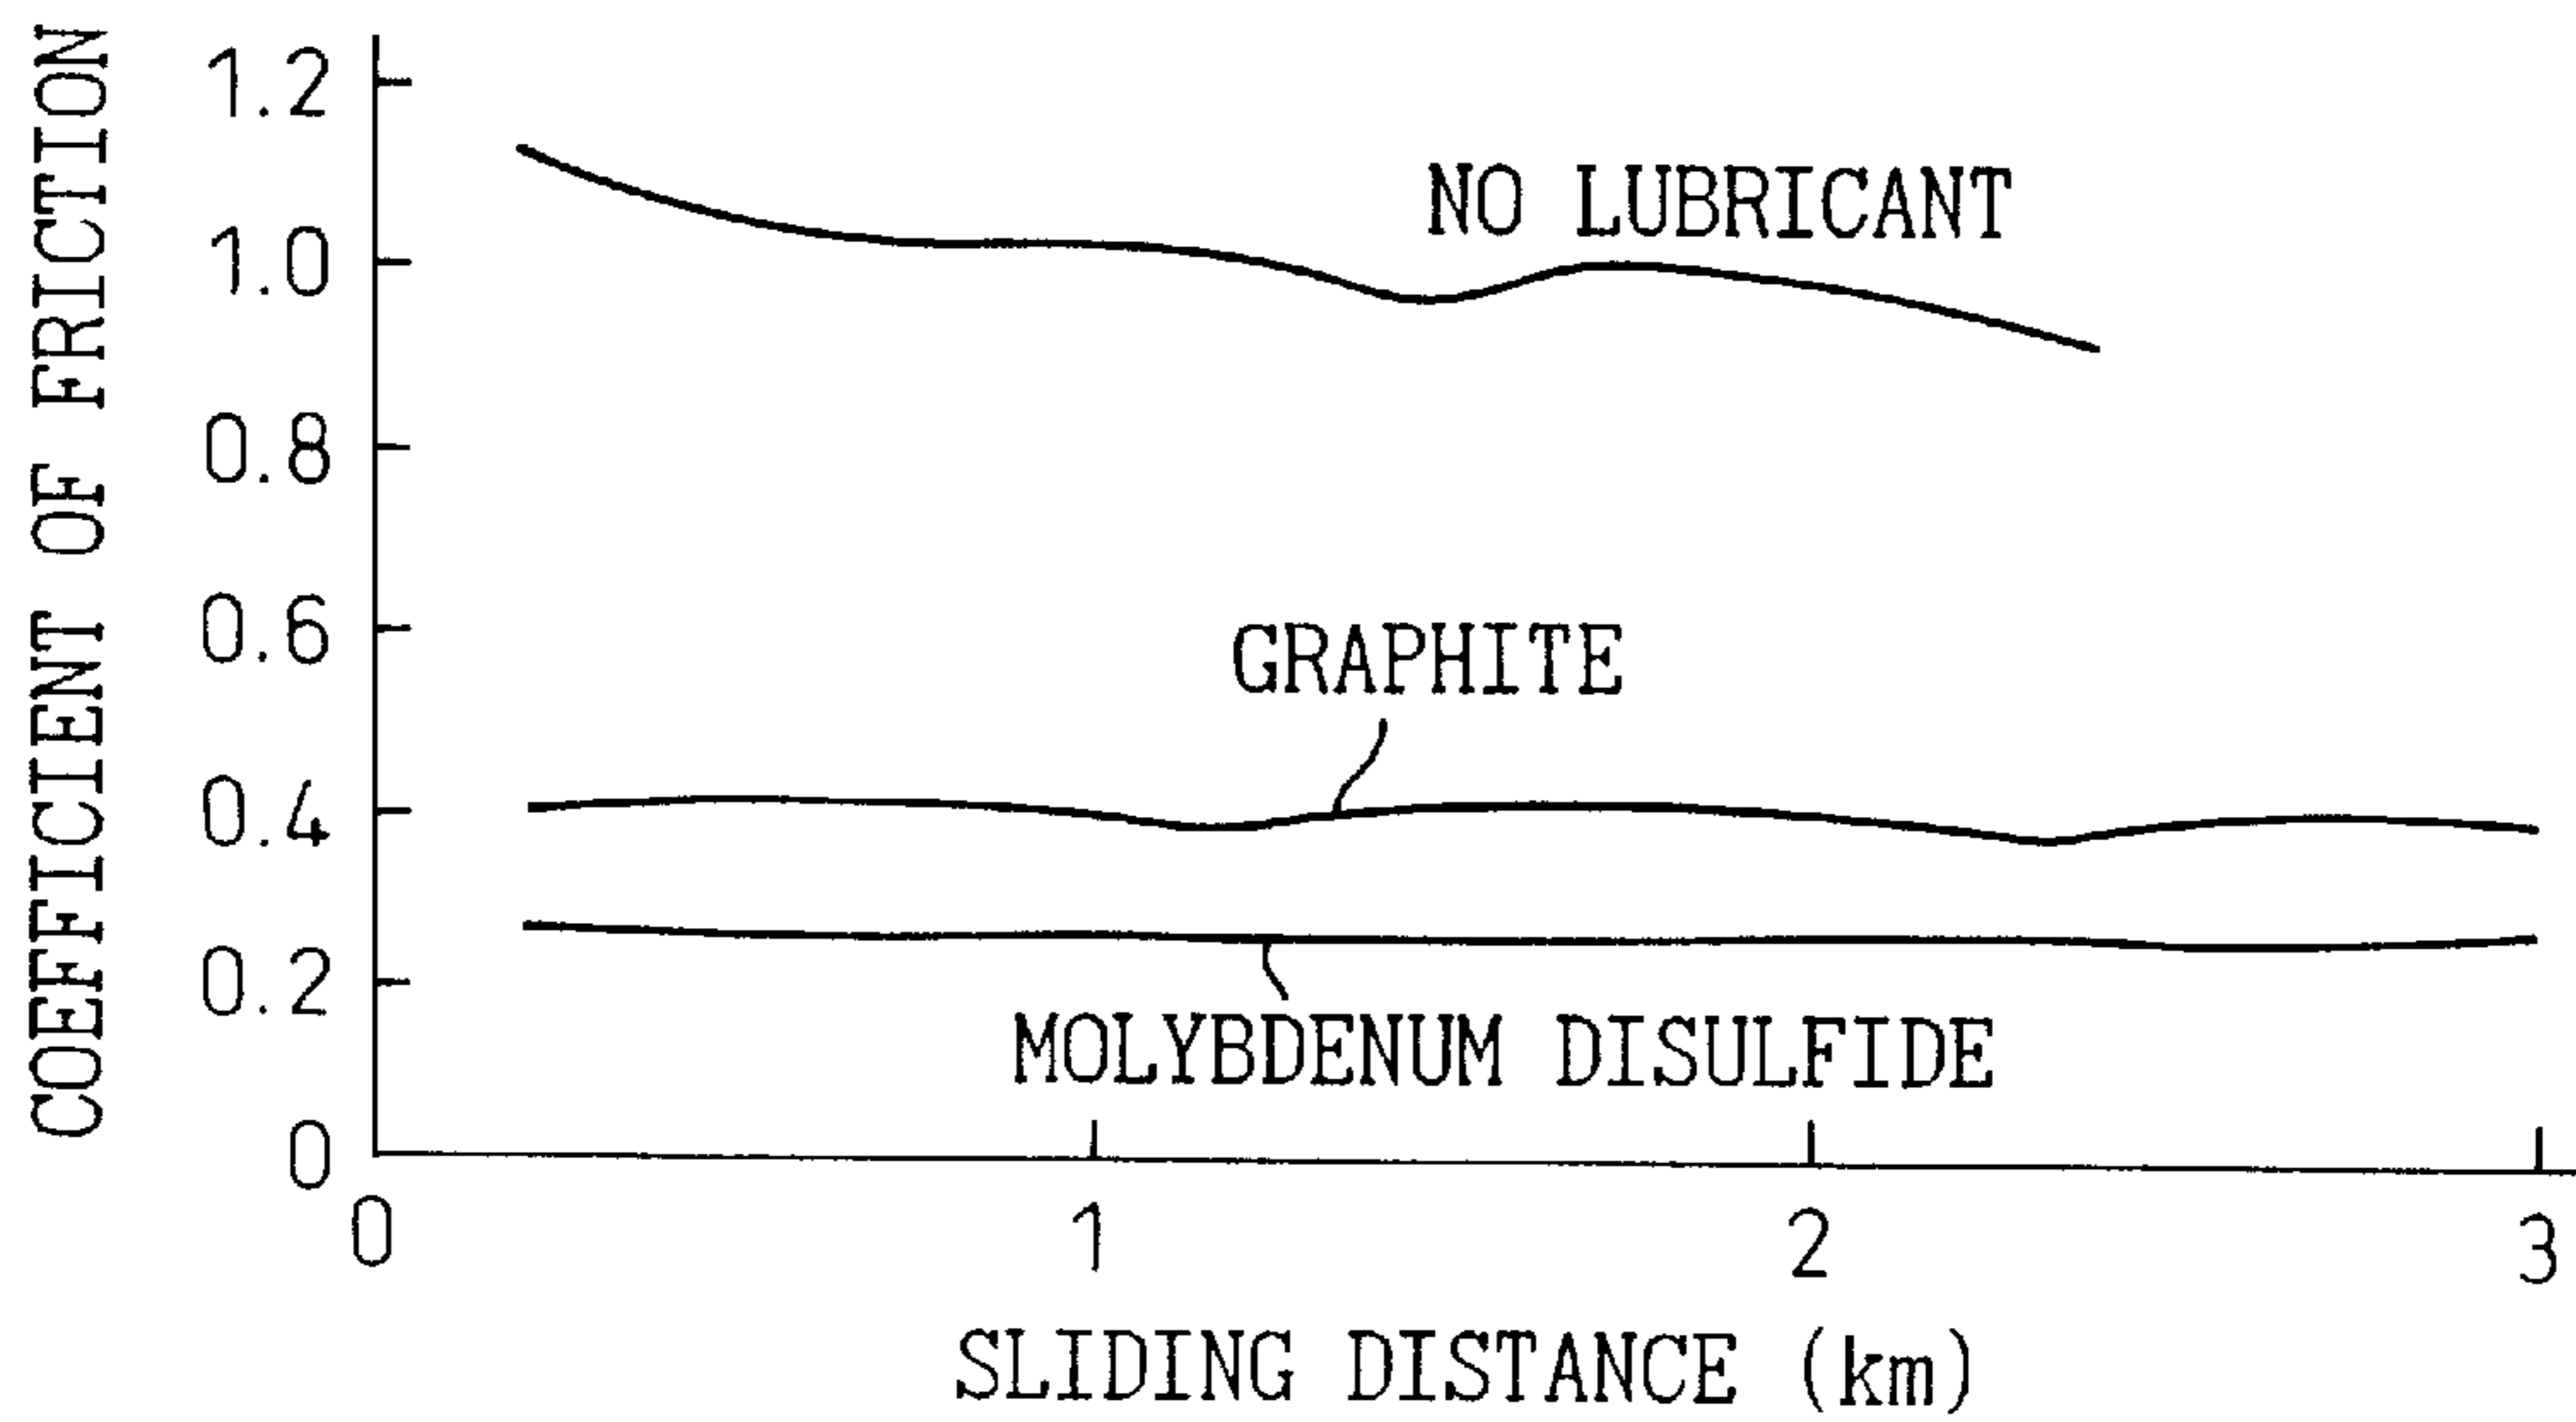 COEFFICIENT OF FRICTION
1.2
1.0
0.8
0.6
0.4
0.2
0
NO LUBRICANT
GRAPHITE
MOLYBDENUM DISULFIDE
0 1 2 3
SLIDING DISTANCE (km)